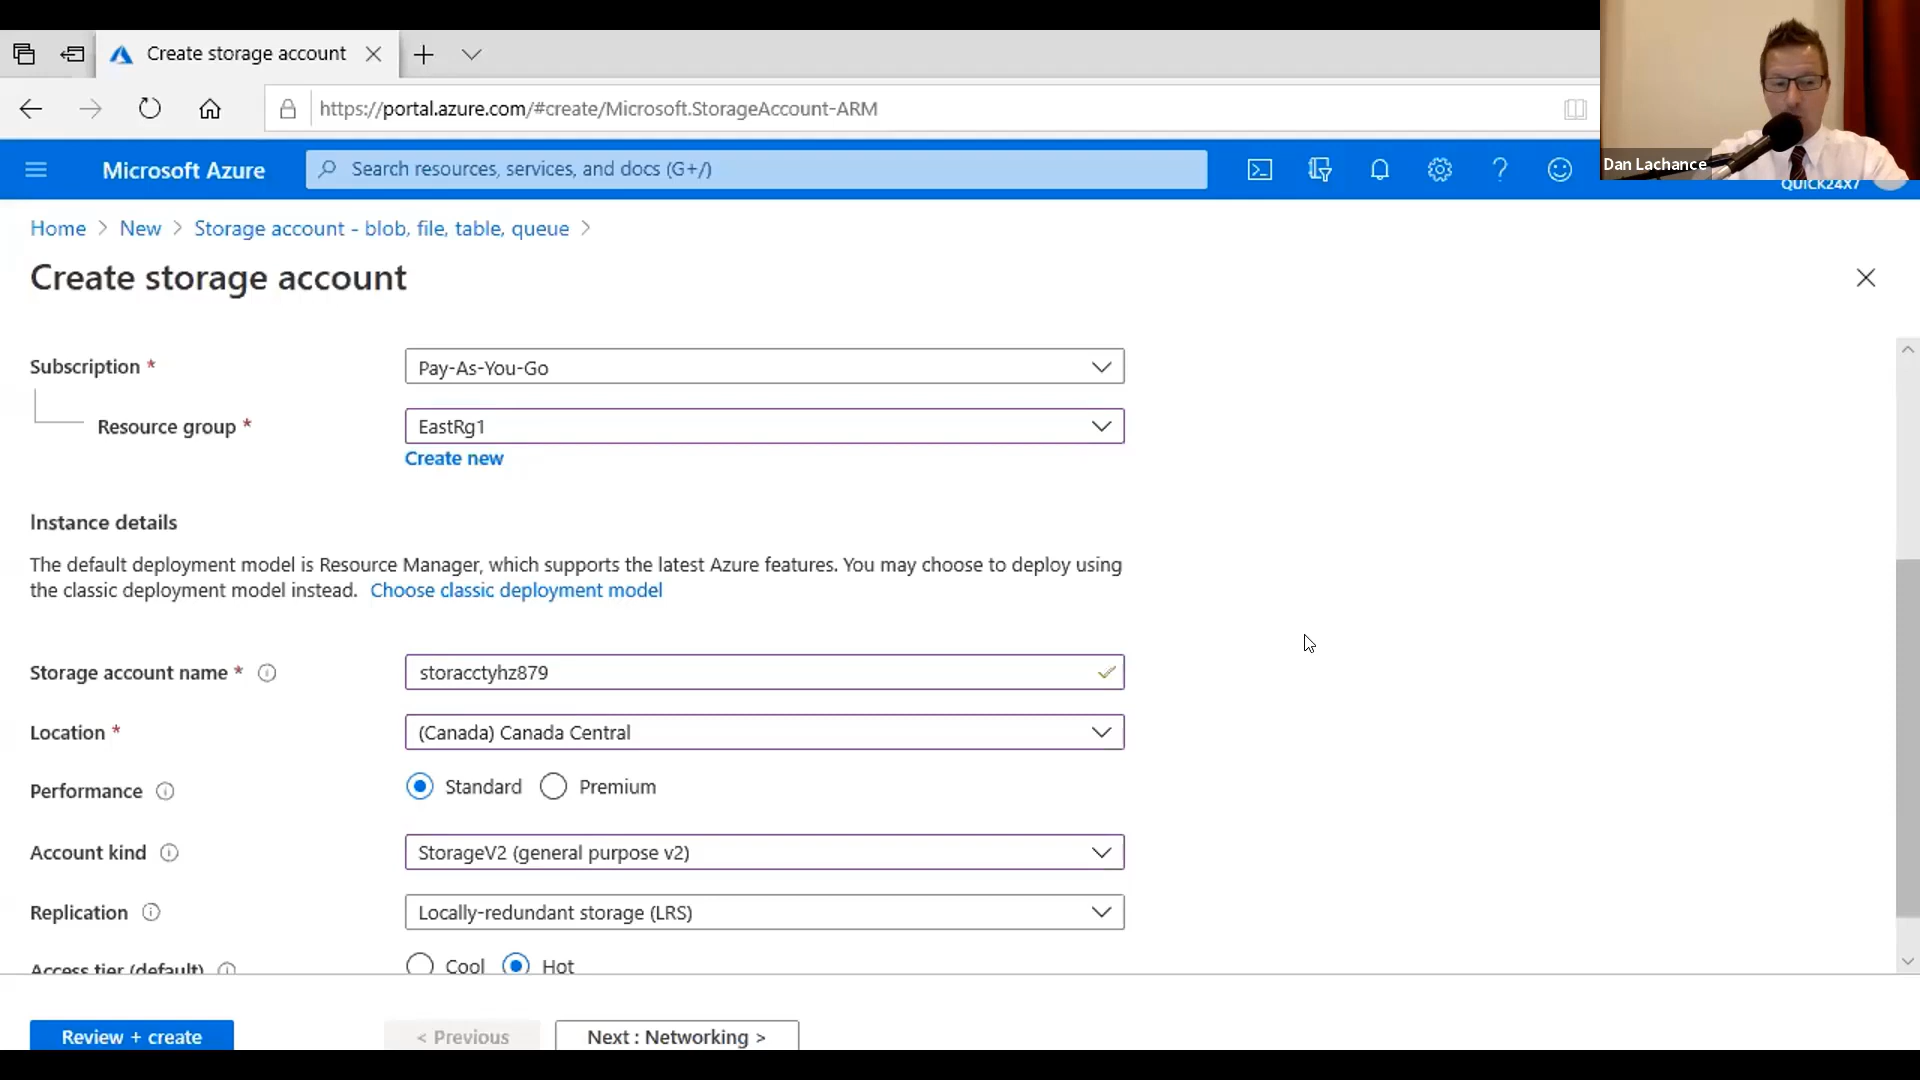 Create storage account
https://portal.azure.com/#create/Microsoft.StorageAccount-ARM
Microsoft Azure
Search resources, services, and docs (G+/)
Dan Lachance
QUICK24X7
Home > New > Storage account - blob, file, table, queue >
Create storage account
Subscription *
Pay-As-You-Go
Resource group *
EastRg1
Create new
Instance details
The default deployment model is Resource Manager, which supports the latest Azure features. You may choose to deploy using
the classic deployment model instead. Choose classic deployment model
Storage account name *
storacctyhz879
Location *
(Canada) Canada Central
Performance
Standard
Premium
Account kind
StorageV2 (general purpose v2)
Replication
Locally-redundant storage (LRS)
Access tier (default)
Cool
Hot
Review + create
< Previous
Next : Networking >